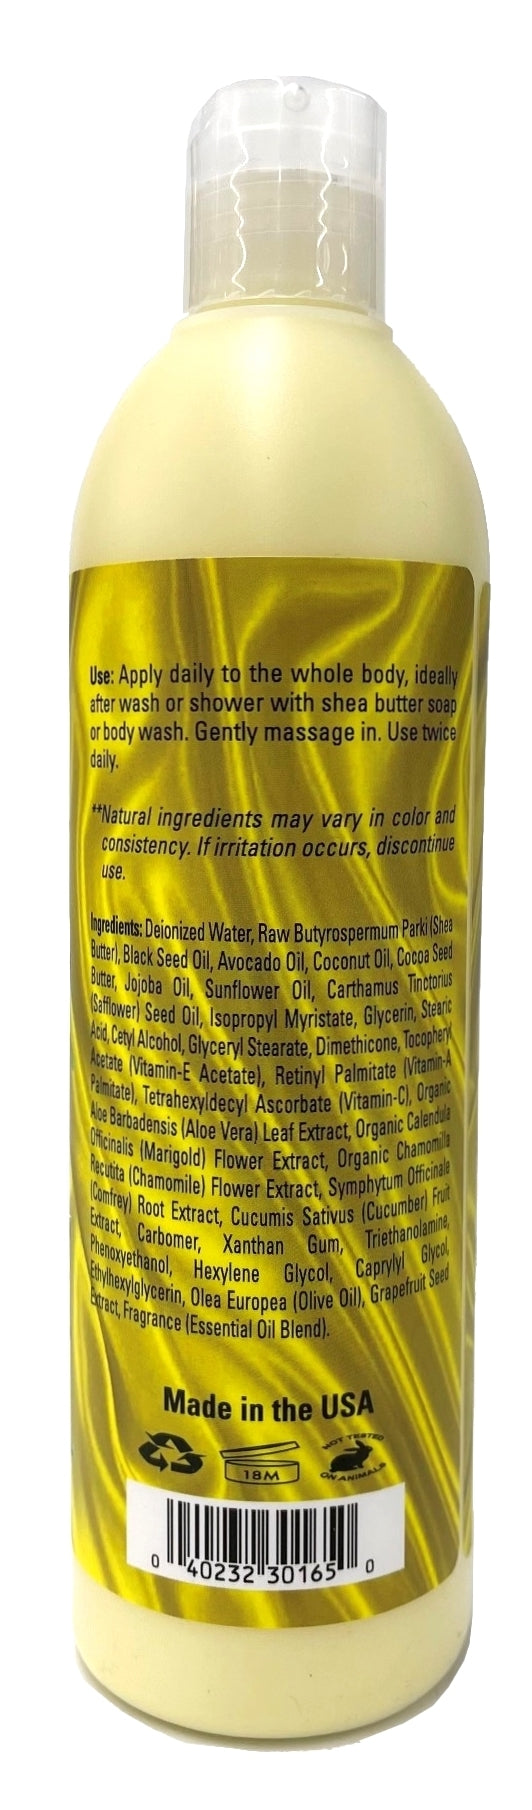 Use: Apply daily to the whole body, ideally
after wash or shower with shea butter soap
or body wash. Gently massage in. Use twice
daily.
**Natural ingredients may vary in color and
consistency. If irritation occurs, discontinue
use.
Ingredients: Deionized Water, Raw Butyrospermum Parki (Shea
Butter), Black Seed Oil, Avocado Oil, Coconut Oil, Cocoa Seed
Butter, Jojoba Oil, Sunflower Oil, Carthamus Tinctorius
(Safflower) Seed Oil, Isopropyl Myristate, Glycerin, Stearic
Acid, Cetyl Alcohol, Glyceryl Stearate, Dimethicone, Tocopheryl
Acetate (Vitamin-E Acetate), Retinyl Palmitate (Vitamin-A
Palmitate), Tetrahexyldecyl Ascorbate (Vitamin-C), Organic
Aloe Barbadensis (Aloe Vera) Leaf Extract, Organic Calendula
Officinalis (Marigold) Flower Extract, Organic Chamomilla
Recutita (Chamomile) Flower Extract, Symphytum Officinale
(Comfrey) Root Extract, Cucumis Sativus (Cucumber) Fruit
Extract, Carbomer, Xanthan Gum, Triethanolamine,
Phenoxyethanol, Hexylene Glycol, Caprylyl Glycol,
Ethylhexylglycerin, Olea Europea (Olive Oil), Grapefruit Seed
Extract, Fragrance (Essential Oil Blend).
Made in the USA
18M
NOT TESTED
ON ANIMALS
0 40232 30165 0